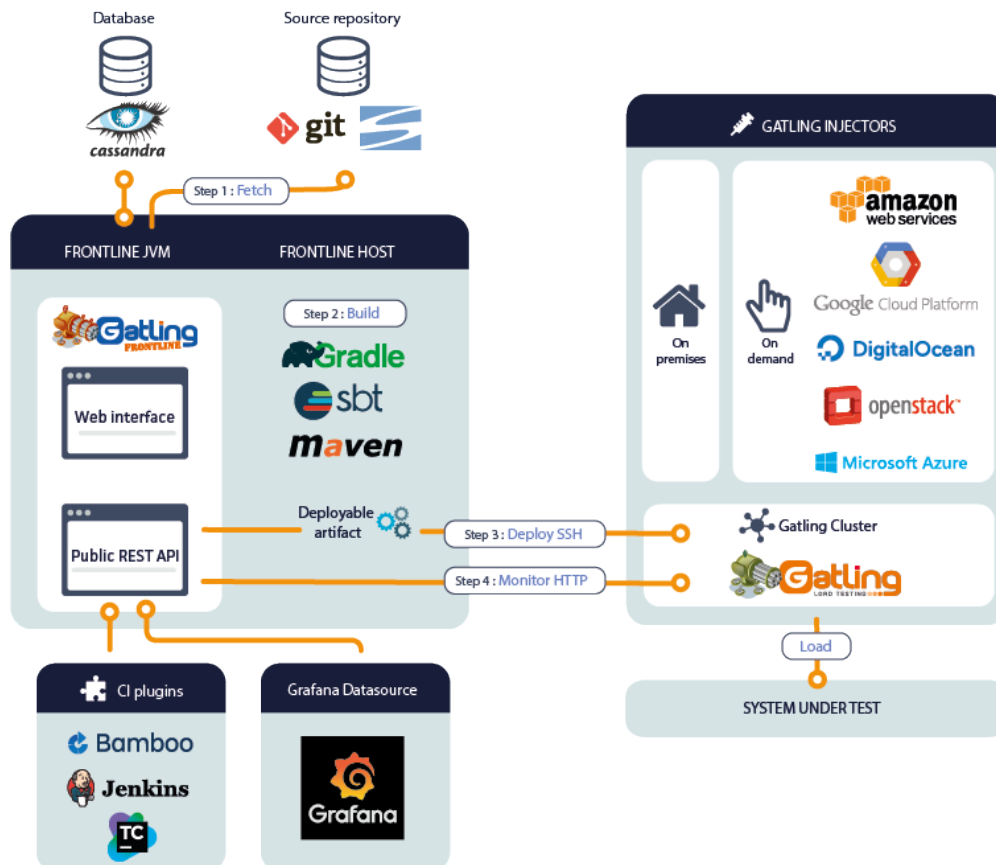 Database
Source repository
cassandra
git
Step 1 : Fetch
FRONTLINE JVM
FRONTLINE HOST
Gatling
FRONTLINE
Web interface
Public REST API
Step 2 : Build
Gradle
sbt
maven
Deployable
artifact
Step 3 : Deploy SSH
Step 4 : Monitor HTTP
GATLING INJECTORS
On
premises
On
demand
amazon
web services
Google Cloud Platform
DigitalOcean
openstack™
Microsoft Azure
Gatling Cluster
Gatling
LOAD TESTING
Load
SYSTEM UNDER TEST
CI plugins
Bamboo
Jenkins
TC
Grafana Datasource
Grafana